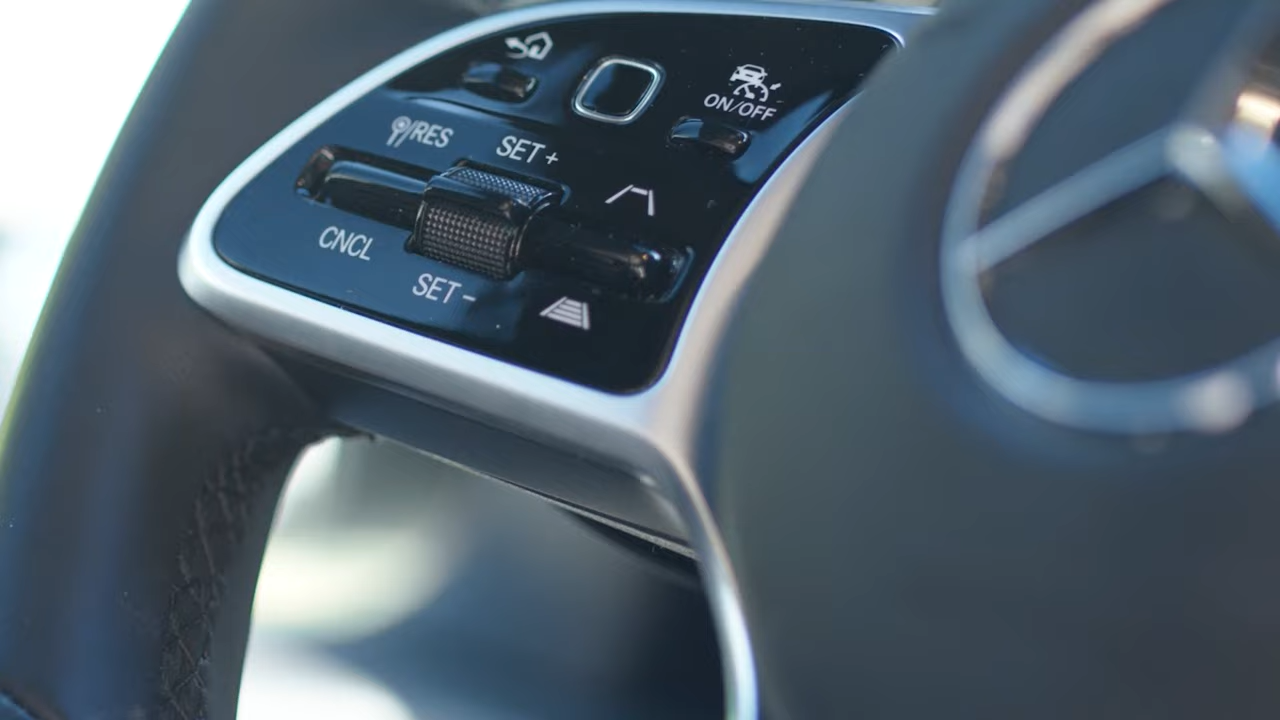 ON/OFF
/RES
SET +
CNCL
SET -